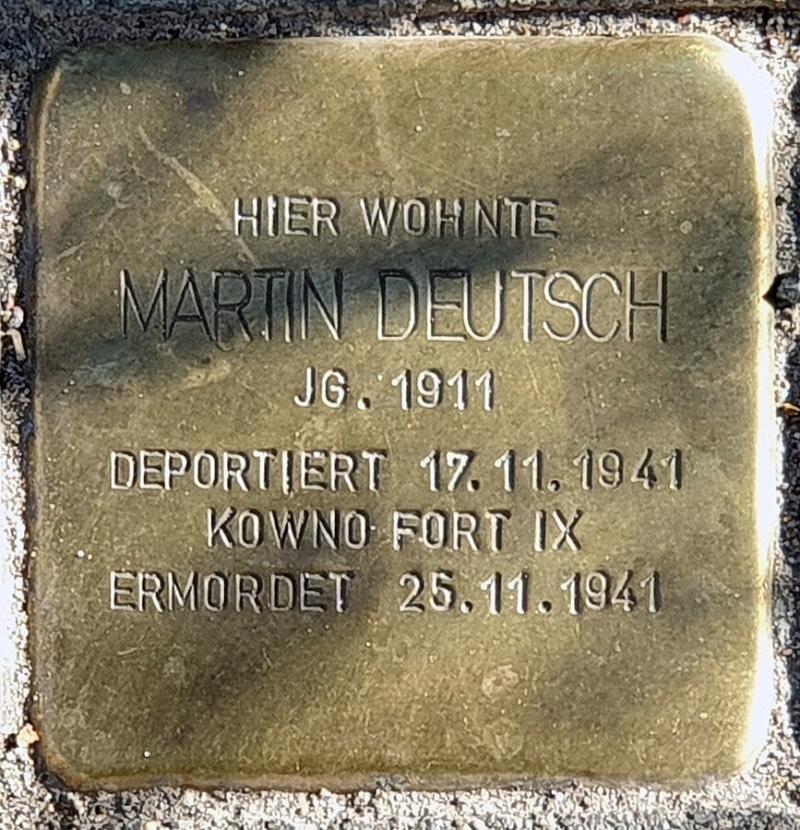 HIER WOHNTE
MARTIN DEUTSCH
JG. 1911
DEPORTIERT 17.11.1941
KOWNO FORT IX
ERMORDET 25.11.1941